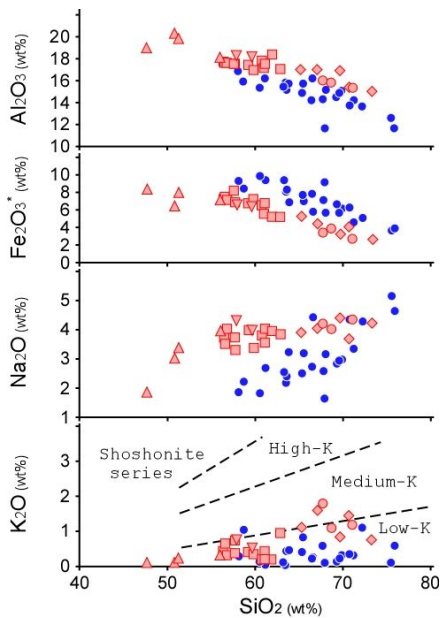 20
18
16
14
12
10
Al2O3 (wt%)
10
8
6
4
2
0
Fe2O3* (wt%)
5
4
3
2
1
Na2O (wt%)
Shoshonite
series
High-K
Medium-K
Low-K
3
2
1
0
K2O (wt%)
40 50 60 70 80
SiO2 (wt%)